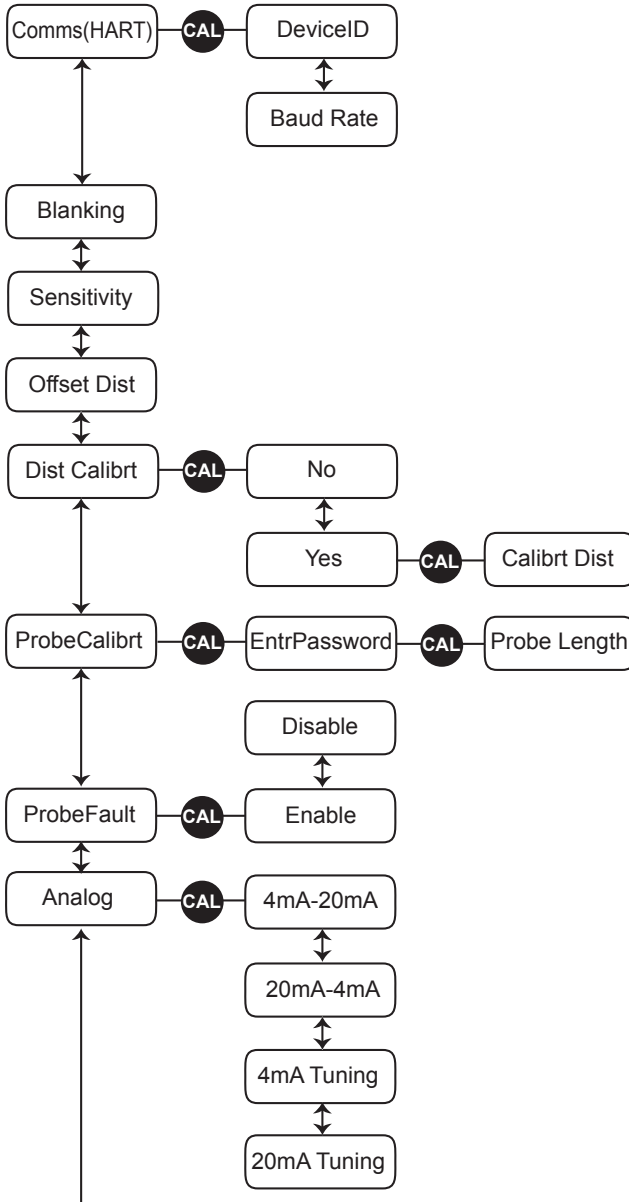 Comms(HART) CAL DeviceID
Baud Rate
Blanking
Sensitivity
Offset Dist
Dist Calibrt CAL No
Yes CAL Calibrt Dist
ProbeCalibrt CAL EntrPassword CAL Probe Length
Disable
ProbeFault CAL Enable
Analog CAL 4mA-20mA
20mA-4mA
4mA Tuning
20mA Tuning